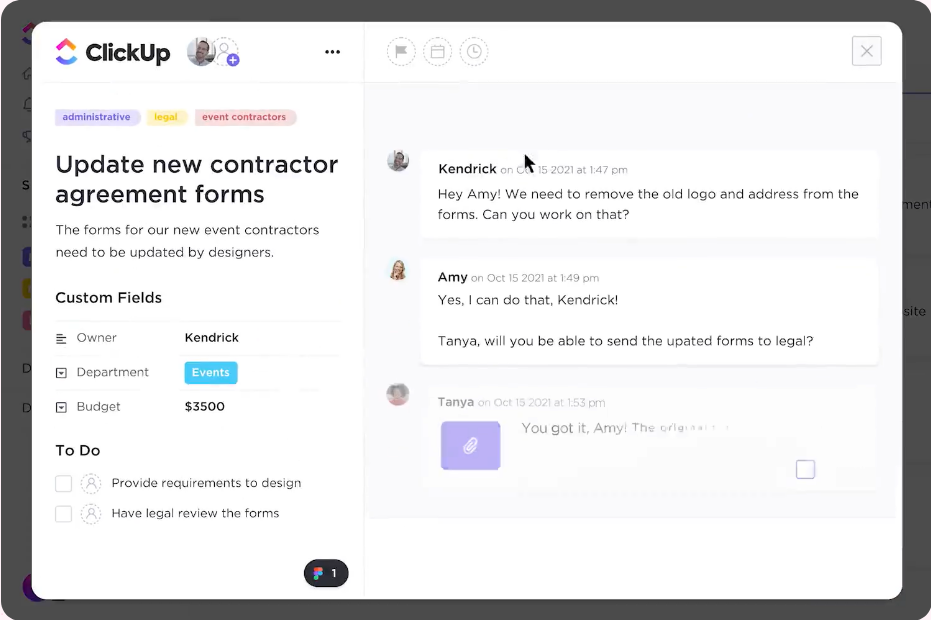 ClickUp
administrative legal event contractors
Update new contractor
agreement forms
The forms for our new event contractors
need to be updated by designers.
Custom Fields
Owner Kendrick
Department Events
Budget $3500
To Do
Provide requirements to design
Have legal review the forms
1
Kendrick on 15 2021 at 1:47 pm
Hey Amy! We need to remove the old logo and address from the
forms. Can you work on that?
Amy on Oct 15 2021 at 1:49 pm
Yes, I can do that, Kendrick!
Tanya, will you be able to send the upated forms to legal?
Tanya on Oct 15 2021 at 1:53 pm
You got it, Amy! The original
site